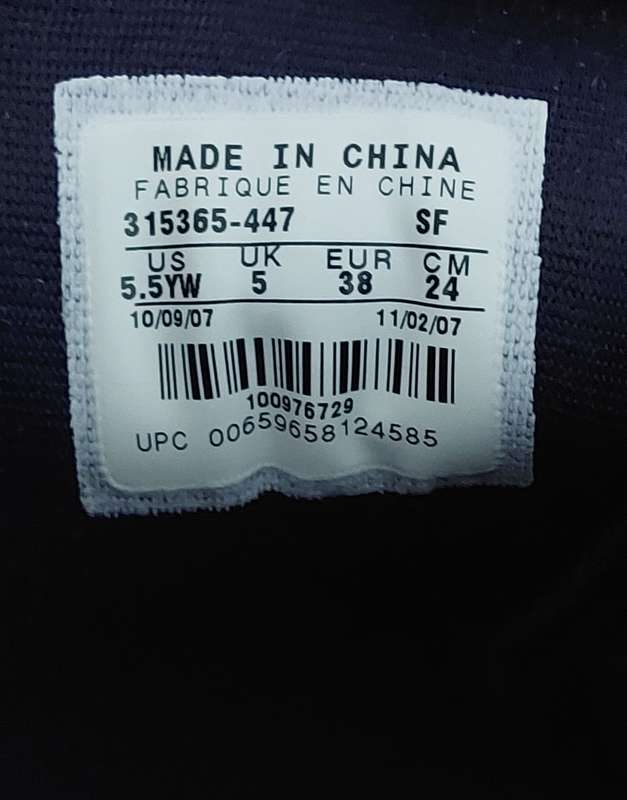 MADE IN CHINA
FABRIQUE EN CHINE
315365-447 SF
US UK EUR CM
5.5YW 5 38 24
10/09/07 11/02/07
100976729
UPC 00659658124585